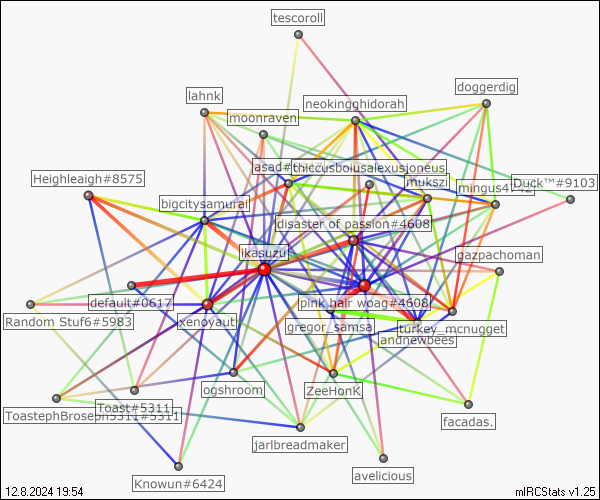 tescoroll
doggerdig
lahnk
neokingghidorah
moonraven
asad
thiccusboiusalexusjoneus
Heighleaigh#8575
mukszi
mingus4742
Duck™#9103
bigcitysamurai
disaster of passion#4608
ikasuzu
gazpachoman
default#0617
pink hair woag#4608
Random Stuf6#5983
xenoyaut
gregor_samsa
turkey_mcnugget
andnewbees
ogshroom
ZeeHonK
Toast#5311
ToastephBroseph5311#5311
facadas.
jarlbreadmaker
avelicious
Knowun#6424
12.8.2024 19:54
mIRCStats v1.25